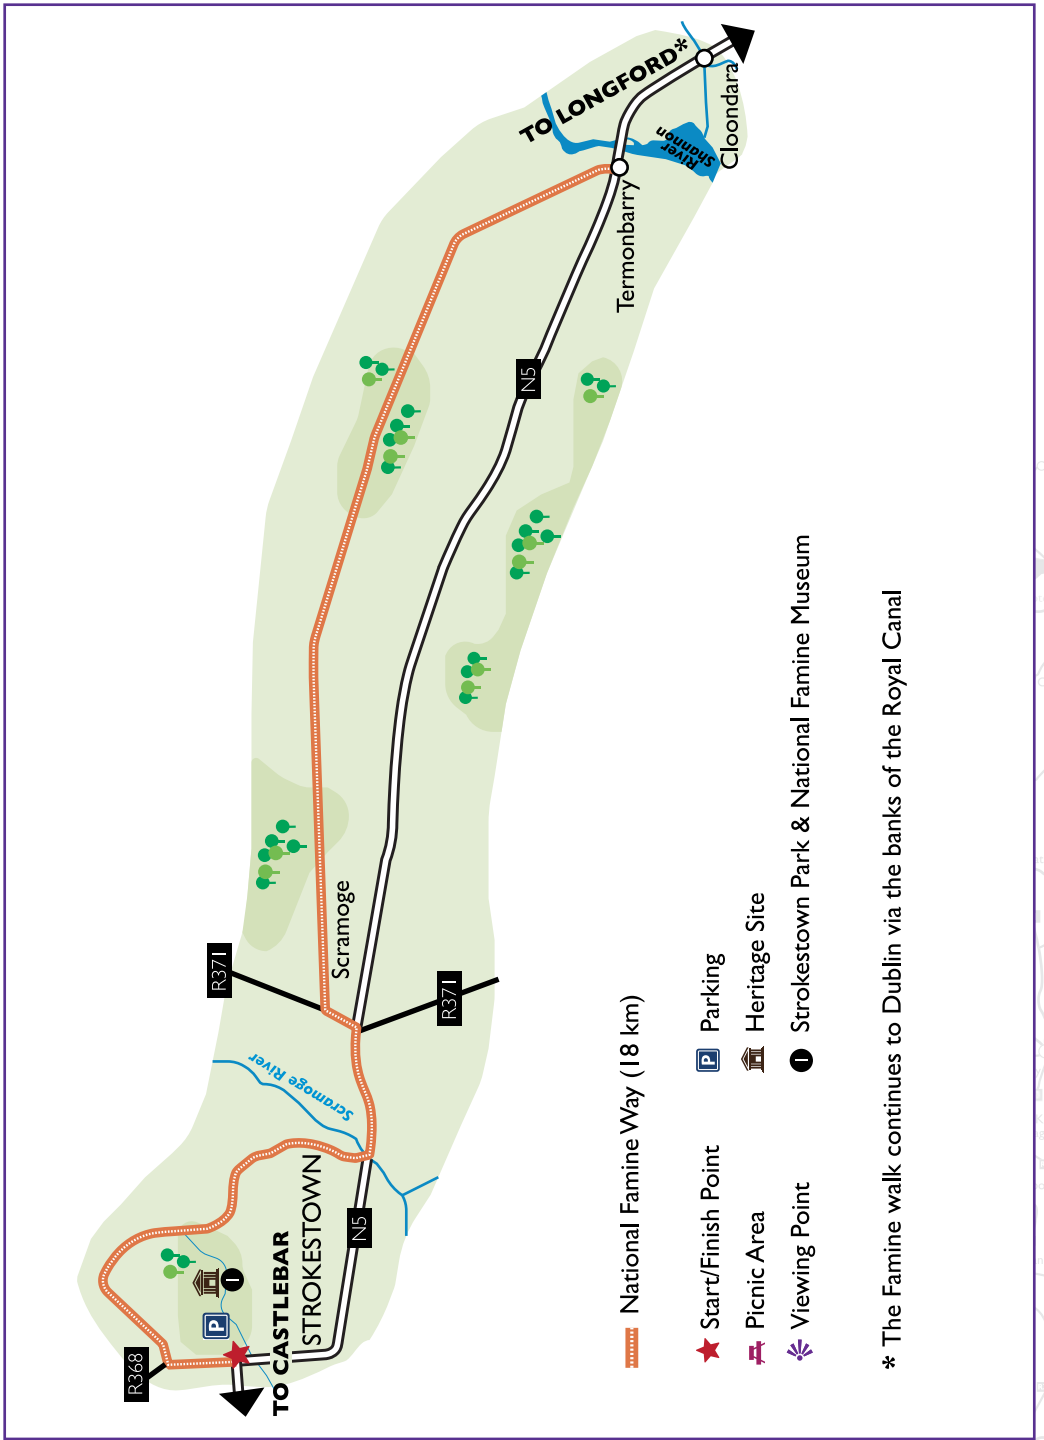 R368
TO CASTLEBAR
STROKESTOWN
P
1
N5
Scramoge River
R371
R371
Scramoge
N5
Termonbarry
TO LONGFORD*
River
Shannon
Cloondara
National Famine Way (18 km)
Start/Finish Point
P Parking
Picnic Area
Heritage Site
Viewing Point
1 Strokestown Park & National Famine Museum
* The Famine walk continues to Dublin via the banks of the Royal Canal